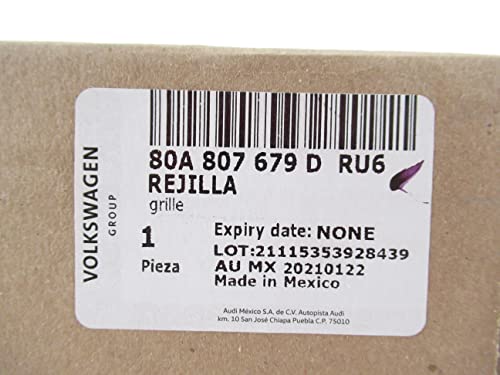 VOLKSWAGEN
GROUP
80A 807 679 D RU6
REJILLA
grille
1
Pieza
Expiry date: NONE
LOT:21115353928439
AU MX 20210122
Made in Mexico
Audi México S.A. de C.V. Autopista Audi
km. 10 San José Chiapa Puebla C.P. 75010